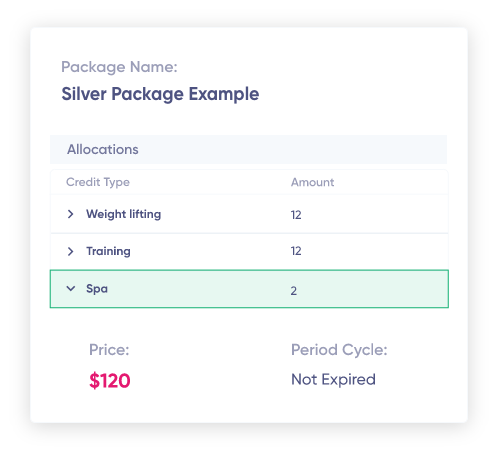 Package Name:
Silver Package Example
Allocations
Credit Type Amount
Weight lifting 12
Training 12
Spa 2
Price: Period Cycle:
$120 Not Expired